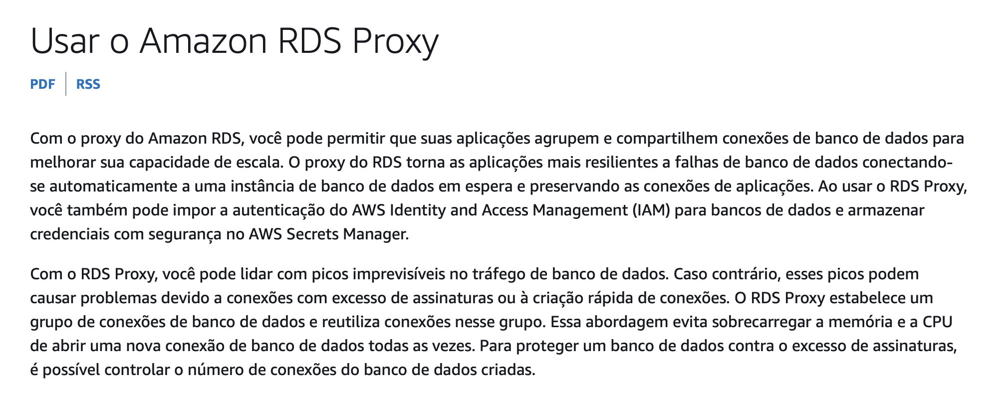 Usar o Amazon RDS Proxy
PDF
RSS
Com o proxy do Amazon RDS, você pode permitir que suas aplicações agrupem e compartilhem conexões de banco de dados para
melhorar sua capacidade de escala. O proxy do RDS torna as aplicações mais resilientes a falhas de banco de dados conectando-
se automaticamente a uma instância de banco de dados em espera e preservando as conexões de aplicações. Ao usar o RDS Proxy,
você também pode impor a autenticação do AWS Identity and Access Management (IAM) para bancos de dados e armazenar
credenciais com segurança no AWS Secrets Manager.
Com o RDS Proxy, você pode lidar com picos imprevisíveis no tráfego de banco de dados. Caso contrário, esses picos podem
causar problemas devido a conexões com excesso de assinaturas ou à criação rápida de conexões. O RDS Proxy estabelece um
grupo de conexões de banco de dados e reutiliza conexões nesse grupo. Essa abordagem evita sobrecarregar a memória e a CPU
de abrir uma nova conexão de banco de dados todas as vezes. Para proteger um banco de dados contra o excesso de assinaturas,
é possível controlar o número de conexões do banco de dados criadas.